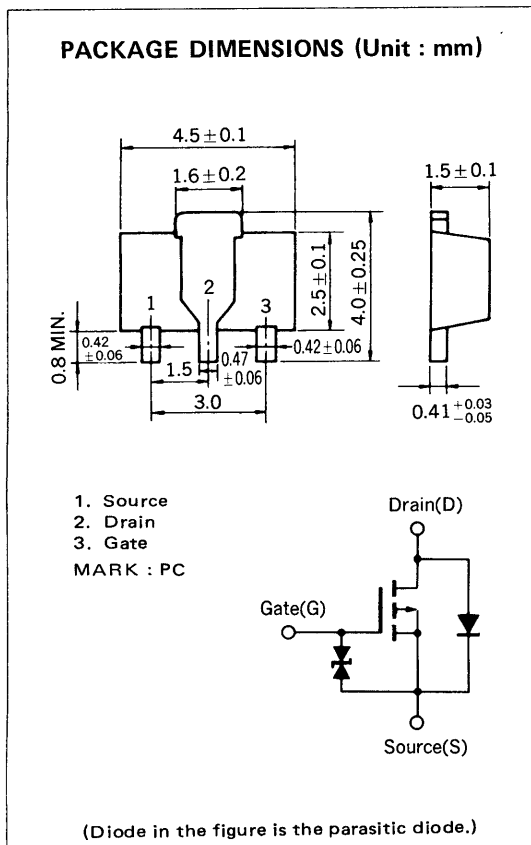 PACKAGE DIMENSIONS (Unit : mm)
4.5±0.1
1.6±0.2
1.5±0.1
2.5±0.1
4.0±0.25
1
2
3
0.8 MIN.
0.42
±0.06
1.5
0.47
±0.06
0.42±0.06
3.0
0.41 +0.03
−0.05
1. Source
2. Drain
3. Gate
MARK : PC
Drain(D)
Gate(G)
Source(S)
(Diode in the figure is the parasitic diode.)